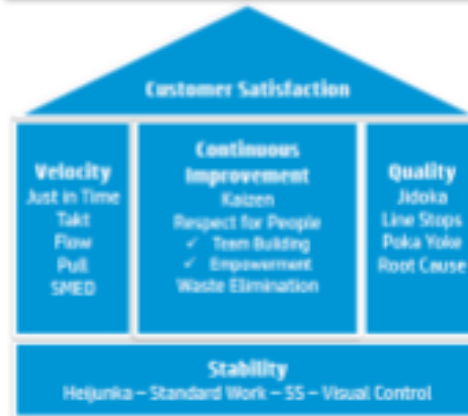 Customer Satisfaction
Velocity
Just in Time
Takt
Flow
Pull
SMED
Continuous
Improvement
Kaizen
Respect for People
✓ Team Building
✓ Empowerment
Waste Elimination
Quality
Jidoka
Line Stops
Poka Yoke
Root Cause
Stability
Heijunka – Standard Work – 5S – Visual Control